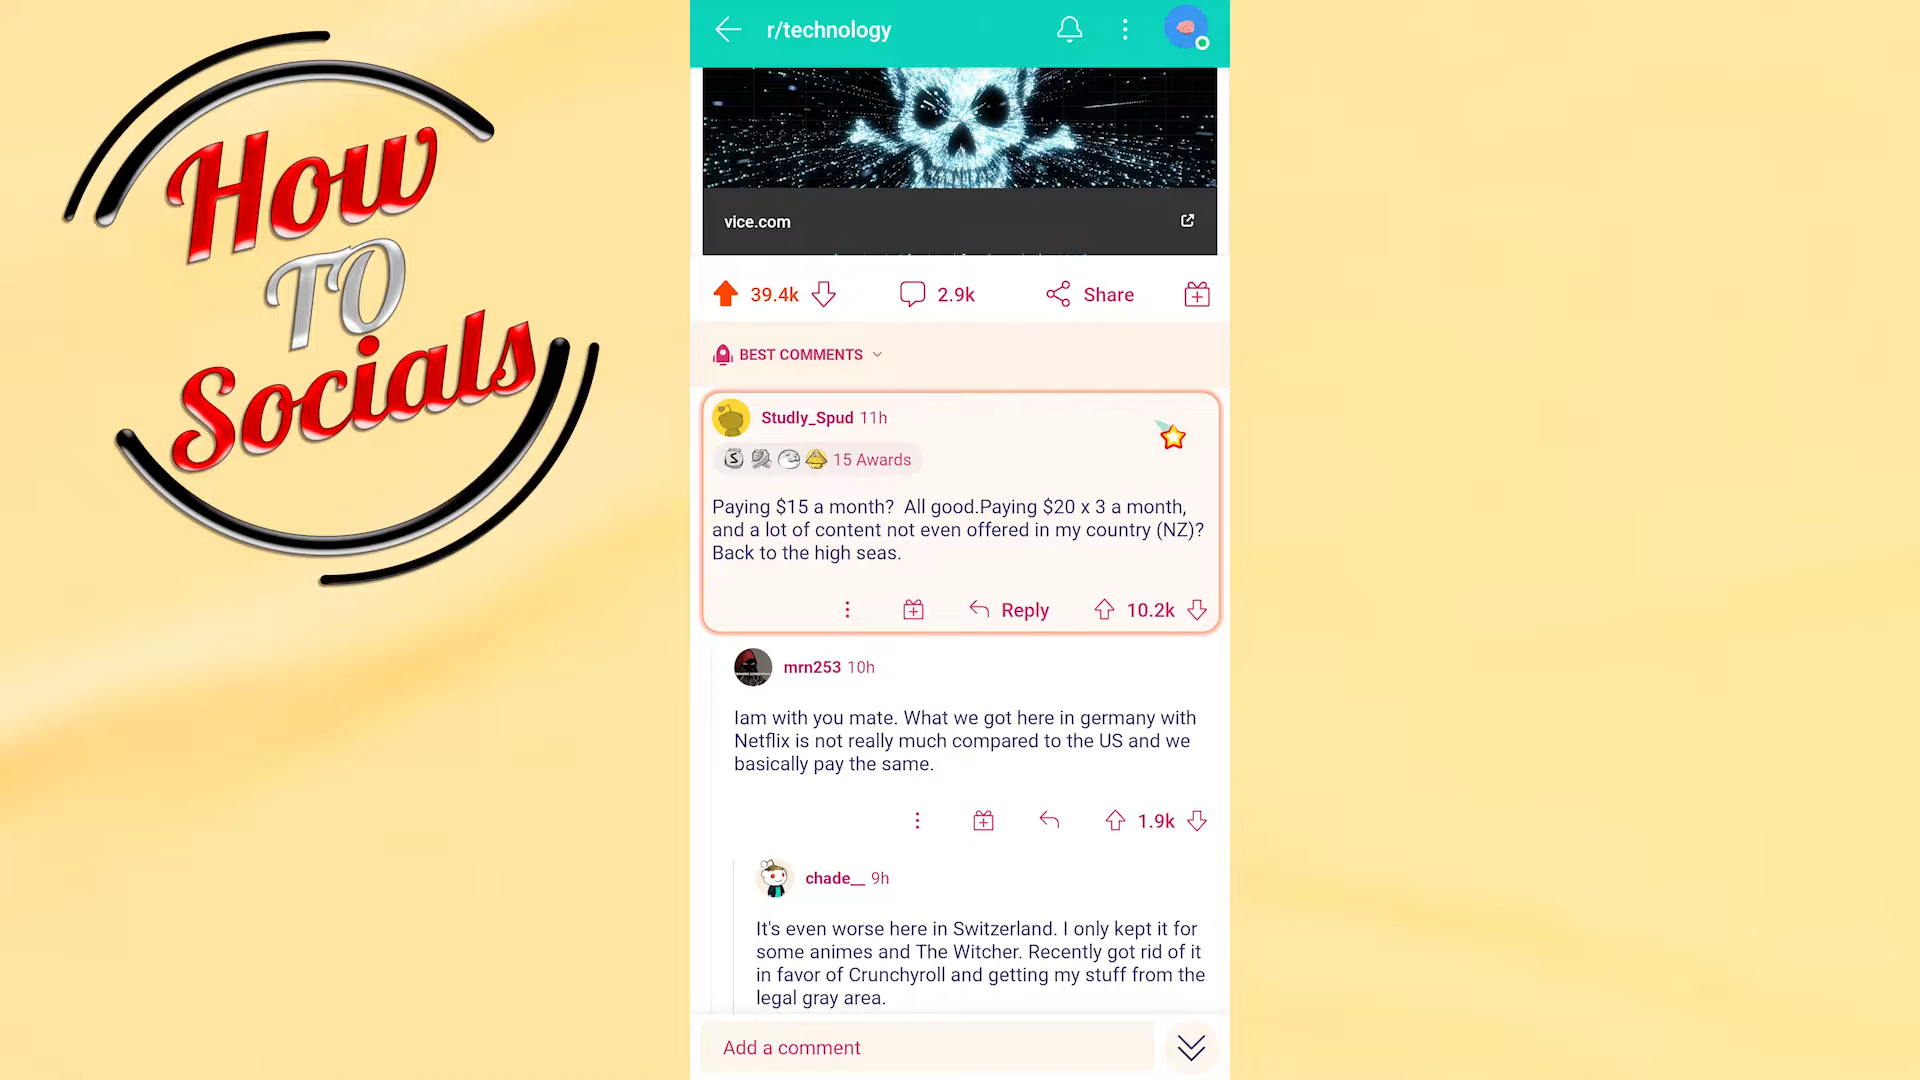 How
TO
Socials
r/technology
vice.com
39.4k
2.9k
Share
BEST COMMENTS
Studly_Spud 11h
15 Awards
Paying $15 a month?  All good.Paying $20 x 3 a month,
and a lot of content not even offered in my country (NZ)?
Back to the high seas.
Reply
10.2k
mrn253 10h
Iam with you mate. What we got here in germany with
Netflix is not really much compared to the US and we
basically pay the same.
1.9k
chade__ 9h
It's even worse here in Switzerland. I only kept it for
some animes and The Witcher. Recently got rid of it
in favor of Crunchyroll and getting my stuff from the
legal gray area.
Add a comment